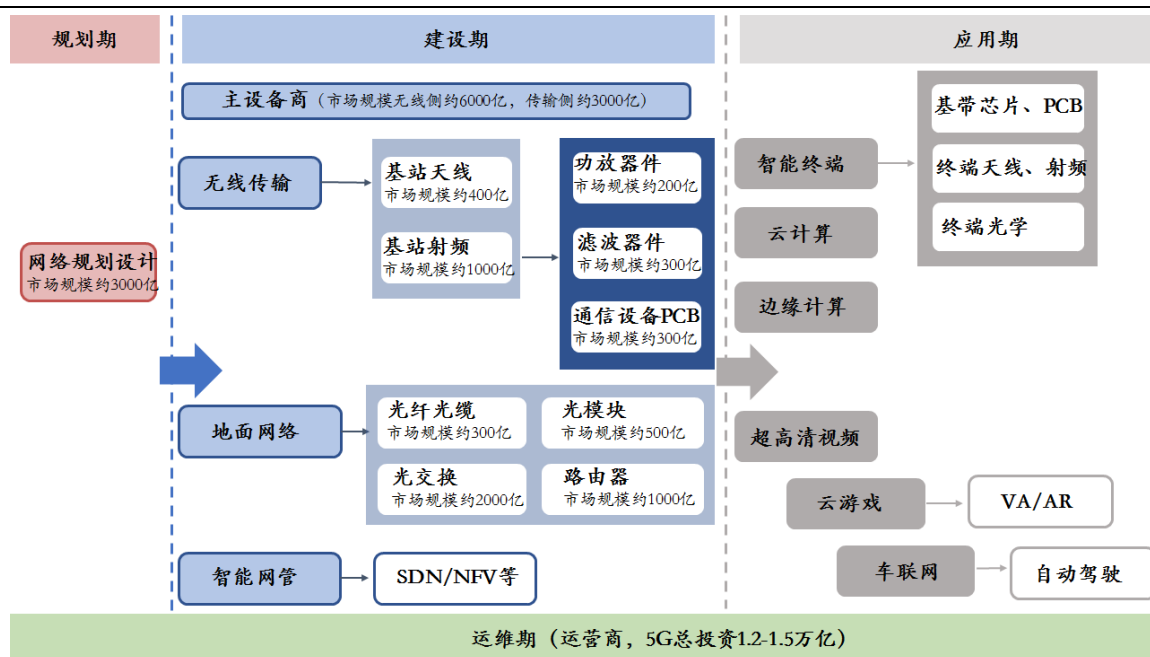 规划期
建设期
应用期
主设备商（市场规模无线侧约6000亿，传输侧约3000亿）
无线传输
基站天线
市场规模约400亿
基站射频
市场规模约1000亿
功放器件
市场规模约200亿
滤波器件
市场规模约300亿
通信设备PCB
市场规模约300亿
网络规划设计
市场规模约3000亿
地面网络
光纤光缆
市场规模约300亿
光模块
市场规模约500亿
光交换
市场规模约2000亿
路由器
市场规模约1000亿
智能网管
SDN/NFV等
智能终端
基带芯片、PCB
终端天线、射频
终端光学
云计算
边缘计算
超高清视频
云游戏
VA/AR
车联网
自动驾驶
运维期（运营商，5G总投资1.2-1.5万亿）